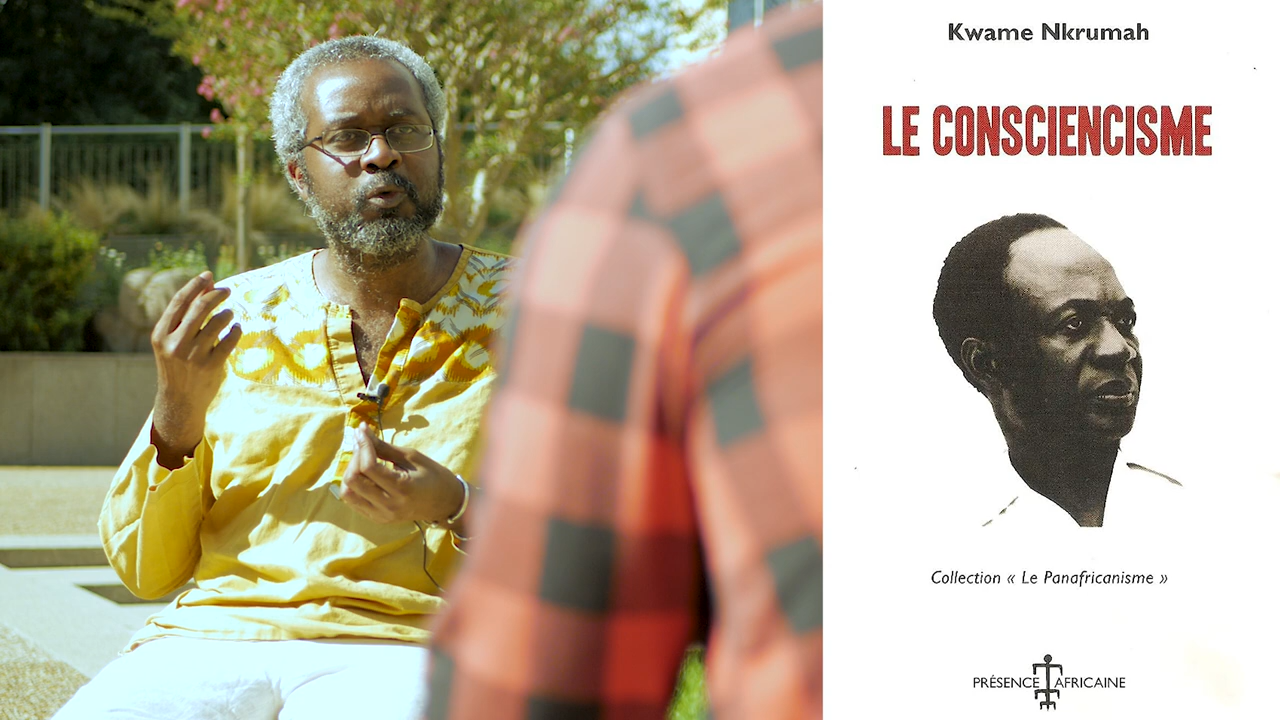 Kwame Nkrumah
LE CONSCIENCISME
Collection « Le Panafricanisme »
PRÉSENCE AFRICAINE